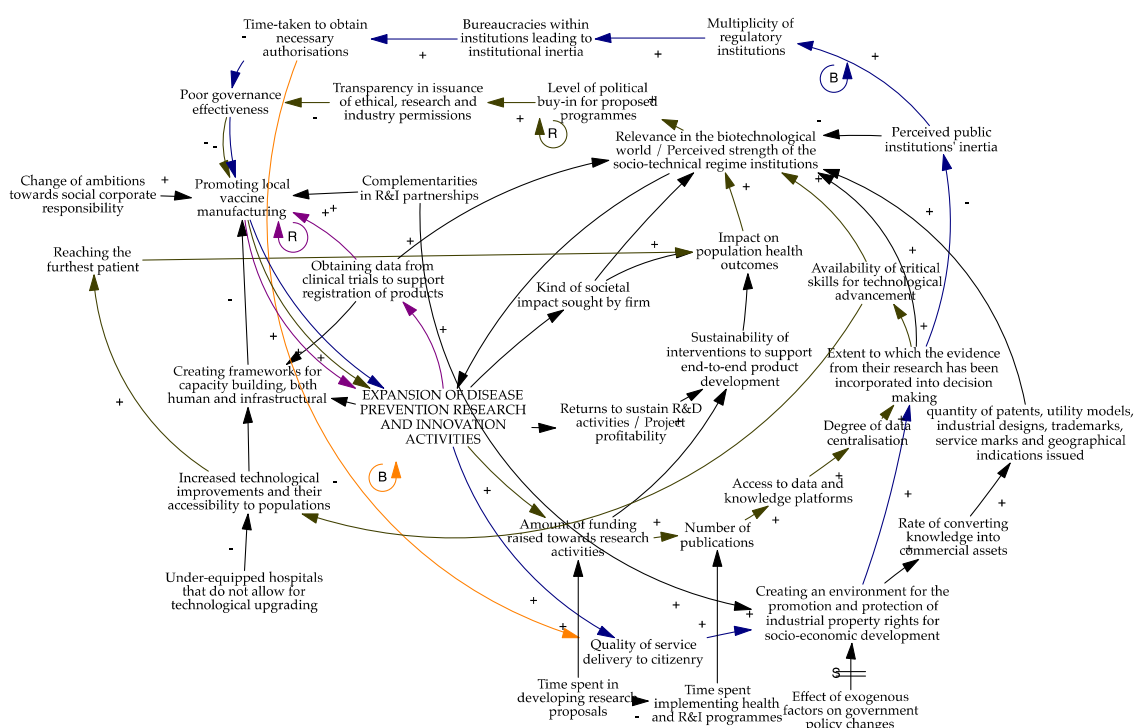 Time-taken to obtain
necessary
authorisations
Bureaucracies within
institutions leading to
institutional inertia
Multiplicity of
regulatory
institutions
-
+
+
+
B
Poor governance
effectiveness
Transparency in issuance
of ethical, research and
industry permissions
Level of political
buy-in for proposed
programmes
+
-
+
R
-
Relevance in the biotechnological
world / Perceived strength of the
socio-technical regime institutions
Perceived public
institutions' inertia
-
-
Change of ambitions
towards social corporate
responsibility
+
Promoting local
vaccine
manufacturing
Complementarities
in R&I partnerships
+
+
+
+
-
R
Reaching the
furthest patient
+
+
Impact on
population health
outcomes
+
Obtaining data from
clinical trials to support
registration of products
Kind of societal
impact sought by firm
Availability of critical
skills for technological
advancement
-
+
+
+
+
+
Sustainability of
interventions to support
end-to-end product
development
Extent to which the evidence
from their research has been
incorporated into decision
making
Creating frameworks for
capacity building, both
human and infrastructural
EXPANSION OF DISEASE
PREVENTION RESEARCH
AND INNOVATION
ACTIVITIES
+
Returns to sustain R&D
activities / Project
profitability
+
quantity of patents, utility models,
industrial designs, trademarks,
service marks and geographical
indications issued
+
Degree of data
centralisation
-
B
-
+
Increased technological
improvements and their
accessibility to populations
+
Access to data and
knowledge platforms
+
+
+
Amount of funding
raised towards research
activities
+
Number of
publications
+
Rate of converting
knowledge into
commercial assets
+
-
Under-equipped hospitals
that do not allow for
technological upgrading
Creating an environment for the
promotion and protection of
industrial property rights for
socio-economic development
+
+
+
+
+
Quality of service
delivery to citizenry
Time spent in
developing research
proposals
-
Time spent
implementing health
and R&I programmes
S
Effect of exogenous
factors on government
policy changes